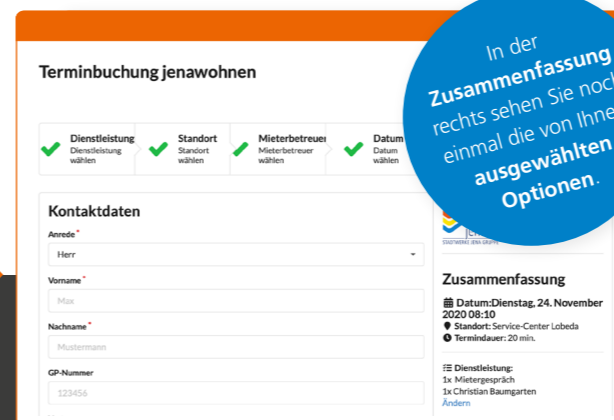 In der
Zusammenfassung
rechts sehen Sie noch
einmal die von Ihnen
ausgewählten
Optionen.
Terminbuchung jenawohnen
Dienstleistung
Dienstleistung
wählen
Standort
Standort
wählen
Mieterbetreuer
Mieterbetreuer
wählen
Datum
Datum
wählen
Kontaktdaten
Anrede*
Herr
Vorname*
Max
Nachname*
Mustermann
GP-Nummer
123456
STADTWERKE JENA GRUPPE
Zusammenfassung
Datum:Dienstag, 24. November
2020 08:10
Standort: Service-Center Lobeda
Termindauer: 20 min.
Dienstleistung:
1x Mietergespräch
1x Christian Baumgarten
Ändern